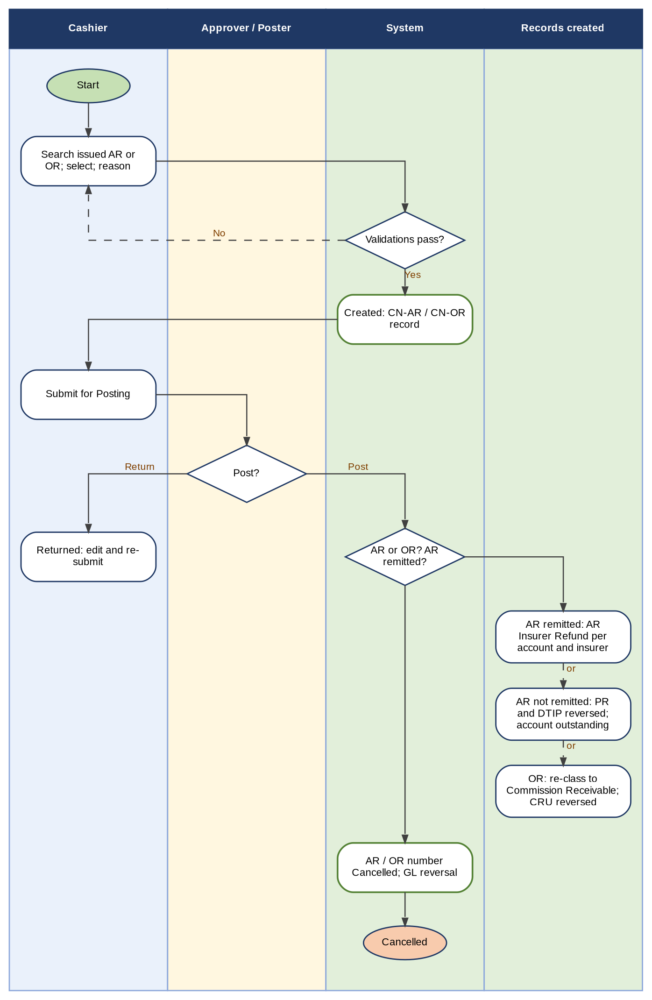 Cashier
Approver / Poster
System
Records created
Start
Search issued AR or
OR; select; reason
No
Validations pass?
Yes
Created: CN-AR / CN-OR
record
Submit for Posting
Return
Post?
Post
Returned: edit and re-
submit
AR or OR? AR
remitted?
AR remitted: AR
Insurer Refund per
account and insurer
or
AR not remitted: PR
and DTIP reversed;
account outstanding
or
OR: re-class to
Commission Receivable;
CRU reversed
AR / OR number
Cancelled; GL reversal
Cancelled